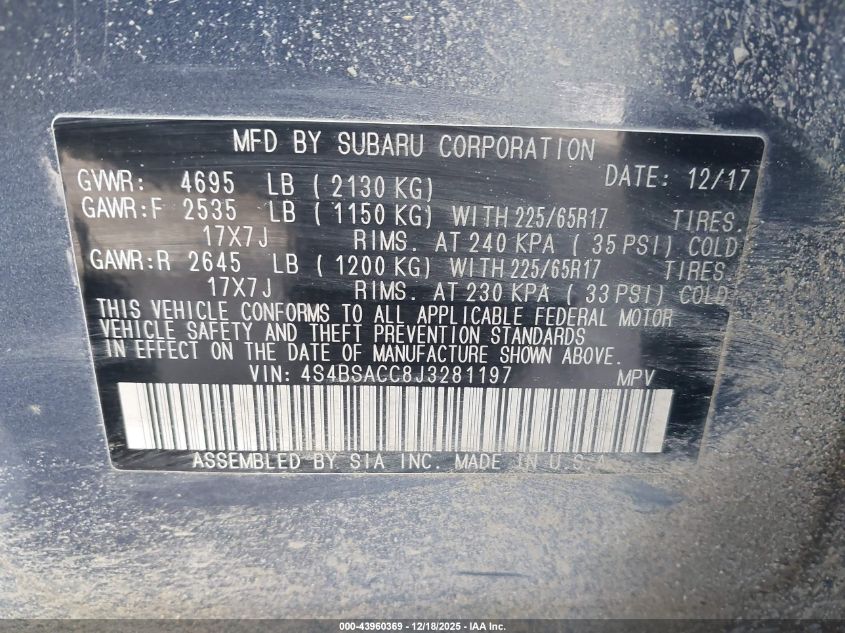 MFD BY SUBARU CORPORATION
GVWR: 4695 LB ( 2130 KG) DATE: 12/17
GAWR:F 2535 LB ( 1150 KG) WITH 225/65R17 TIRES.
17X7J RIMS. AT 240 KPA ( 35 PSI) COLD
GAWR:R 2645 LB ( 1200 KG) WITH 225/65R17 TIRES.
17X7J RIMS. AT 230 KPA ( 33 PSI) COLD
THIS VEHICLE CONFORMS TO ALL APPLICABLE FEDERAL MOTOR
VEHICLE SAFETY AND THEFT PREVENTION STANDARDS
IN EFFECT ON THE DATE OF MANUFACTURE SHOWN ABOVE.
VIN: 4S4BSACC8J3281197 MPV
ASSEMBLED BY SIA INC. MADE IN U.S.A
000-43960369 | 12/18/2025 - IAA Inc.